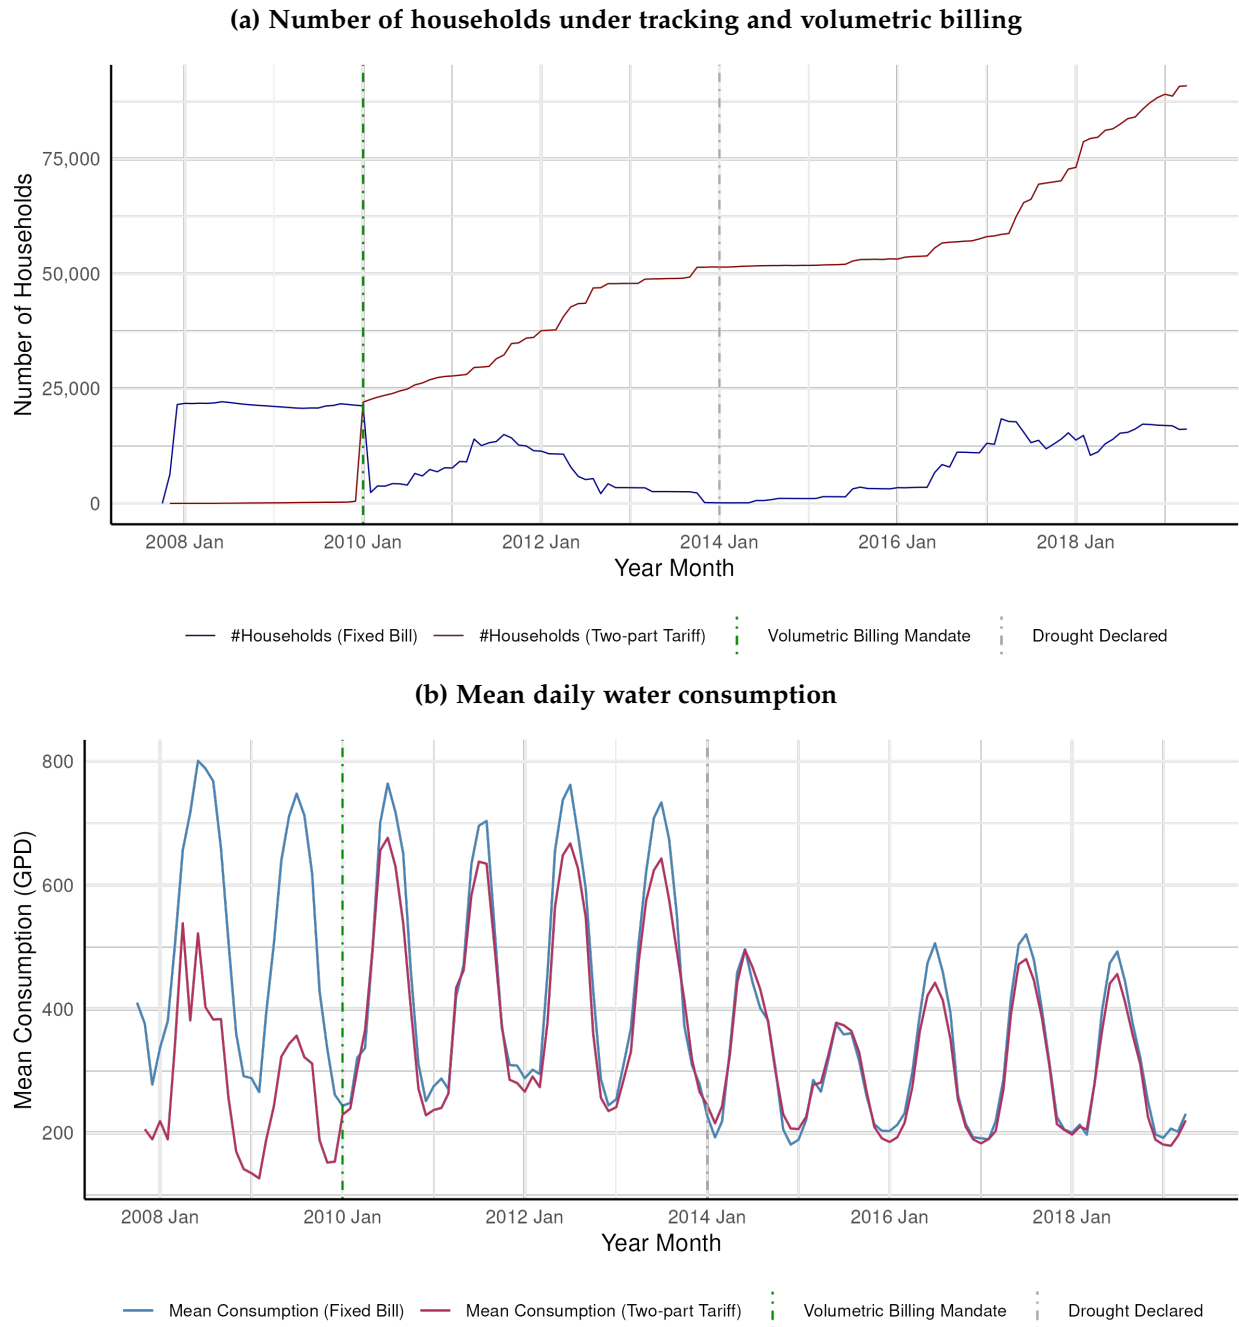 (a) Number of households under tracking and volumetric billing
Number of Households
75,000
50,000
25,000
0
2008 Jan 2010 Jan 2012 Jan 2014 Jan 2016 Jan 2018 Jan
Year Month
#Households (Fixed Bill) #Households (Two-part Tariff) Volumetric Billing Mandate Drought Declared
(b) Mean daily water consumption
Mean Consumption (GPD)
800
600
400
200
2008 Jan 2010 Jan 2012 Jan 2014 Jan 2016 Jan 2018 Jan
Year Month
Mean Consumption (Fixed Bill) Mean Consumption (Two-part Tariff) Volumetric Billing Mandate Drought Declared